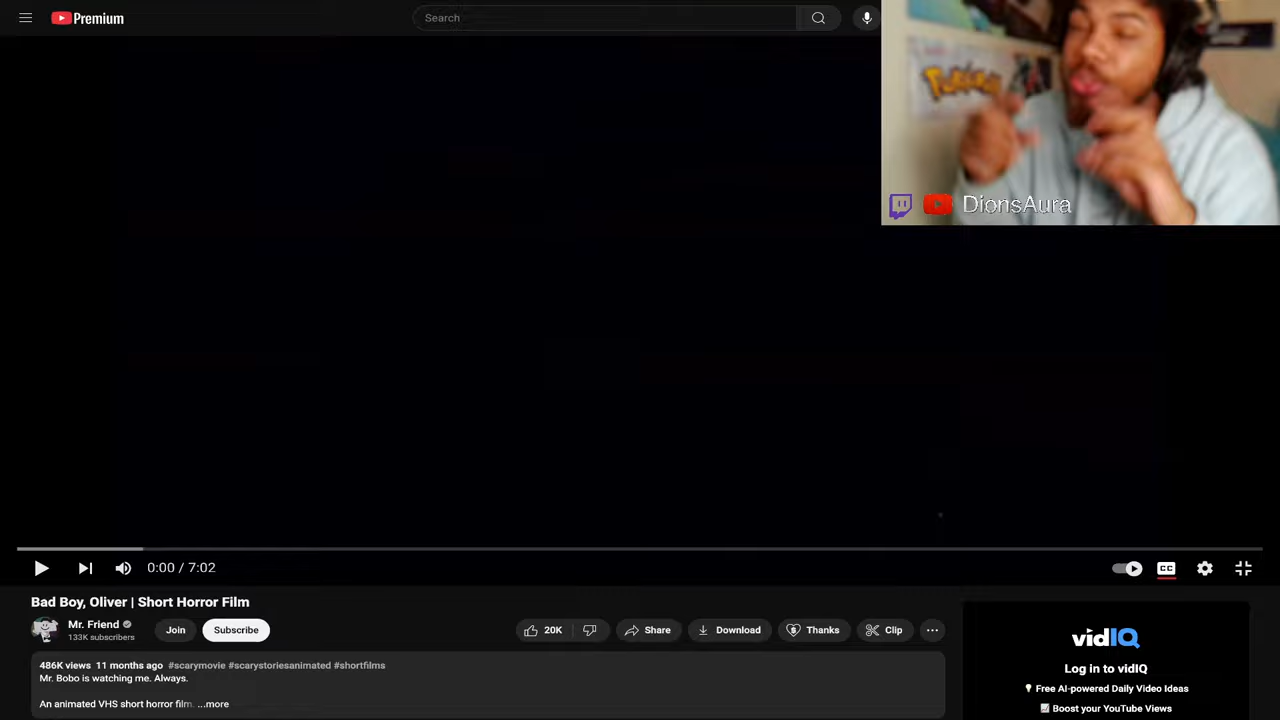 Premium
Search
Pokémon
DionsAura
0:00 / 7:02
CC
Bad Boy, Oliver | Short Horror Film
Mr. Friend
133K subscribers
Join
Subscribe
20K
Share
Download
Thanks
Clip
486K views 11 months ago #scarymovie #scarystoriesanimated #shortfilms
Mr. Bobo is watching me. Always.
An animated VHS short horror film. ...more
vidIQ
Log in to vidIQ
Free AI-powered Daily Video Ideas
Boost your YouTube Views